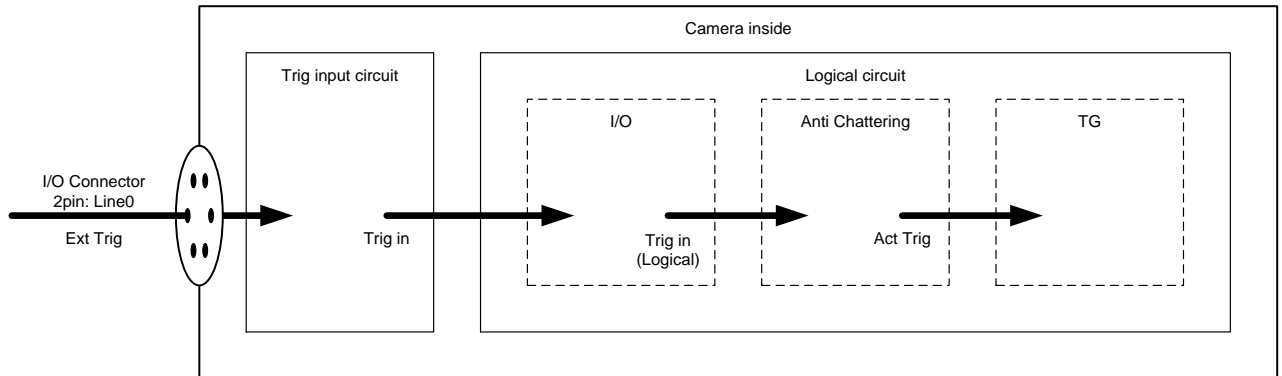 Camera inside
Trig input circuit
Logical circuit
I/O
Anti Chattering
TG
I/O Connector
2pin: Line0
Ext Trig
Trig in
Trig in
(Logical)
Act Trig